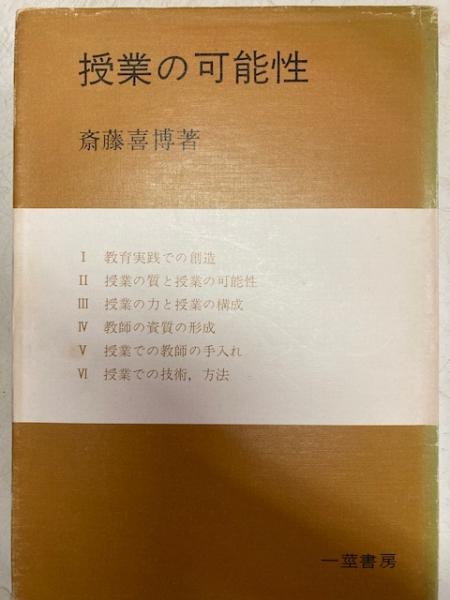 授業の可能性
斎藤喜博著
I 教育実践での創造
II 授業の質と授業の可能性
III 授業の力と授業の構成
IV 教師の資質の形成
V 授業での教師の手入れ
VI 授業での技術，方法
一莖書房